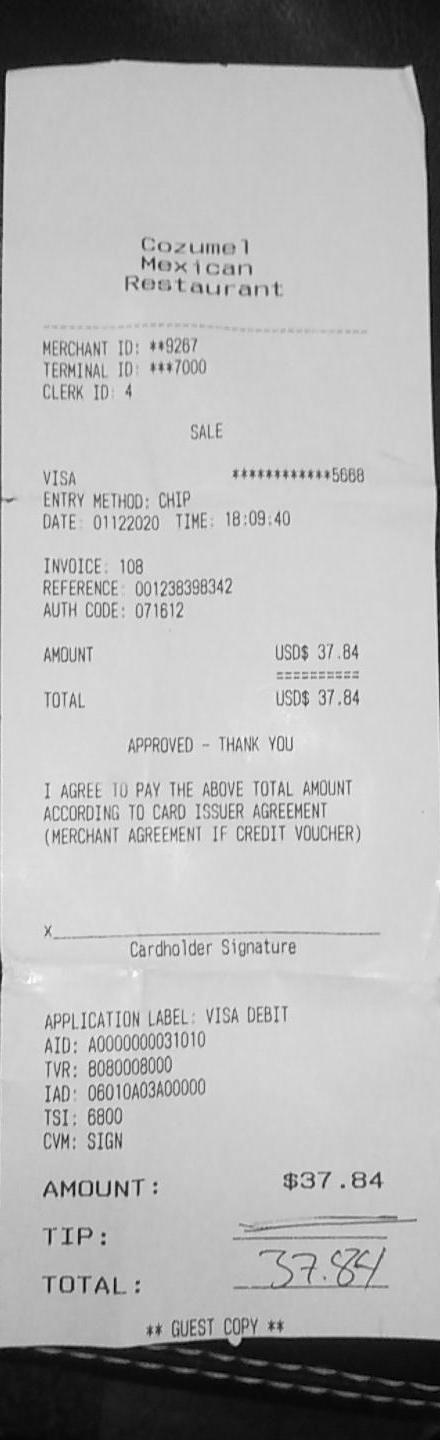 Cozumel
Mexican
Restaurant
MERCHANT ID: **9267
TERMINAL ID: ***7000
CLERK ID: 4
SALE
VISA ************5668
ENTRY METHOD: CHIP
DATE: 01122020 TIME: 18:09:40
INVOICE: 108
REFERENCE: 001238398342
AUTH CODE: 071612
AMOUNT USD$ 37.84
==========
TOTAL USD$ 37.84
APPROVED - THANK YOU
I AGREE TO PAY THE ABOVE TOTAL AMOUNT
ACCORDING TO CARD ISSUER AGREEMENT
(MERCHANT AGREEMENT IF CREDIT VOUCHER)
X
Cardholder Signature
APPLICATION LABEL: VISA DEBIT
AID: A0000000031010
TVR: 8080008000
IAD: 06010A03A00000
TSI: 6800
CVM: SIGN
AMOUNT: $37.84
TIP:
TOTAL: 37.84
** GUEST COPY **